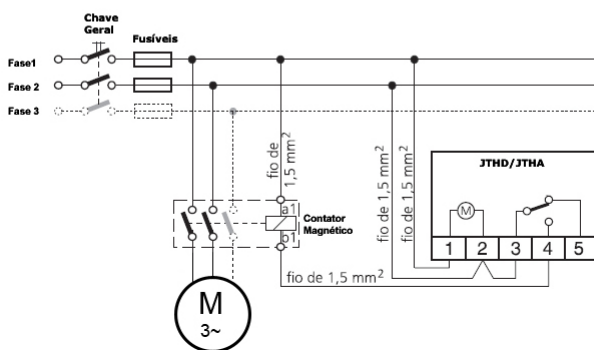 Chave
Geral
Fusíveis
Fase1
Fase 2
Fase 3
fio de
1,5 mm²
fio de 1,5 mm²
fio de 1,5 mm²
JTHD/JTHA
M
1 2 3 4 5
a1
b1
Contator
Magnético
fio de 1,5 mm²
M
3~